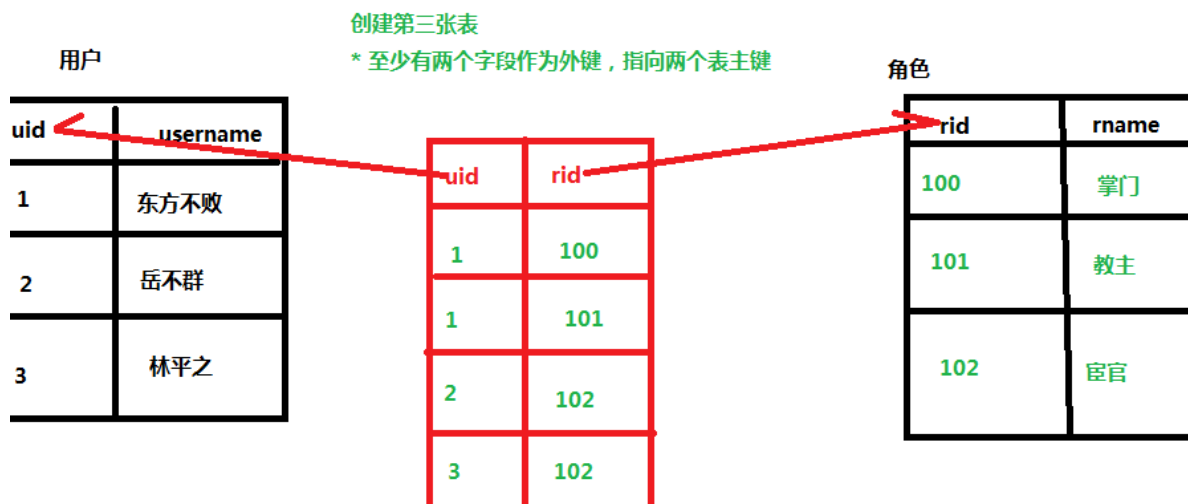 创建第三张表
* 至少有两个字段作为外键，指向两个表主键
用户
uid username
1 东方不败
2 岳不群
3 林平之
uid rid
1 100
1 101
2 102
3 102
角色
rid rname
100 掌门
101 教主
102 宦官